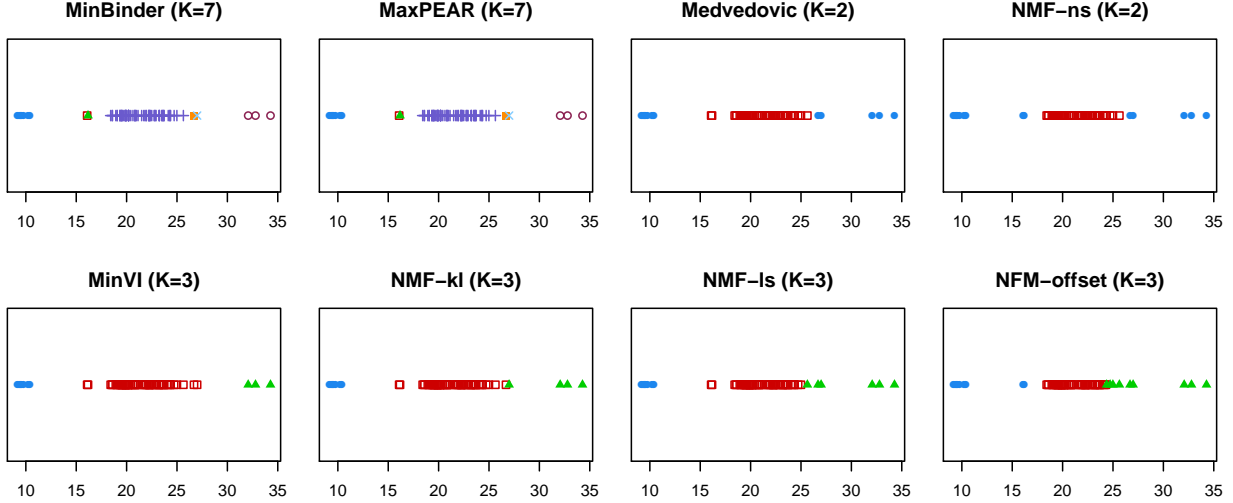 MinBinder (K=7) MaxPEAR (K=7) Medvedovic (K=2) NMF−ns (K=2)
10 15 20 25 30 35 10 15 20 25 30 35 10 15 20 25 30 35 10 15 20 25 30 35
MinVI (K=3) NMF−kl (K=3) NMF−ls (K=3) NFM−offset (K=3)
10 15 20 25 30 35 10 15 20 25 30 35 10 15 20 25 30 35 10 15 20 25 30 35